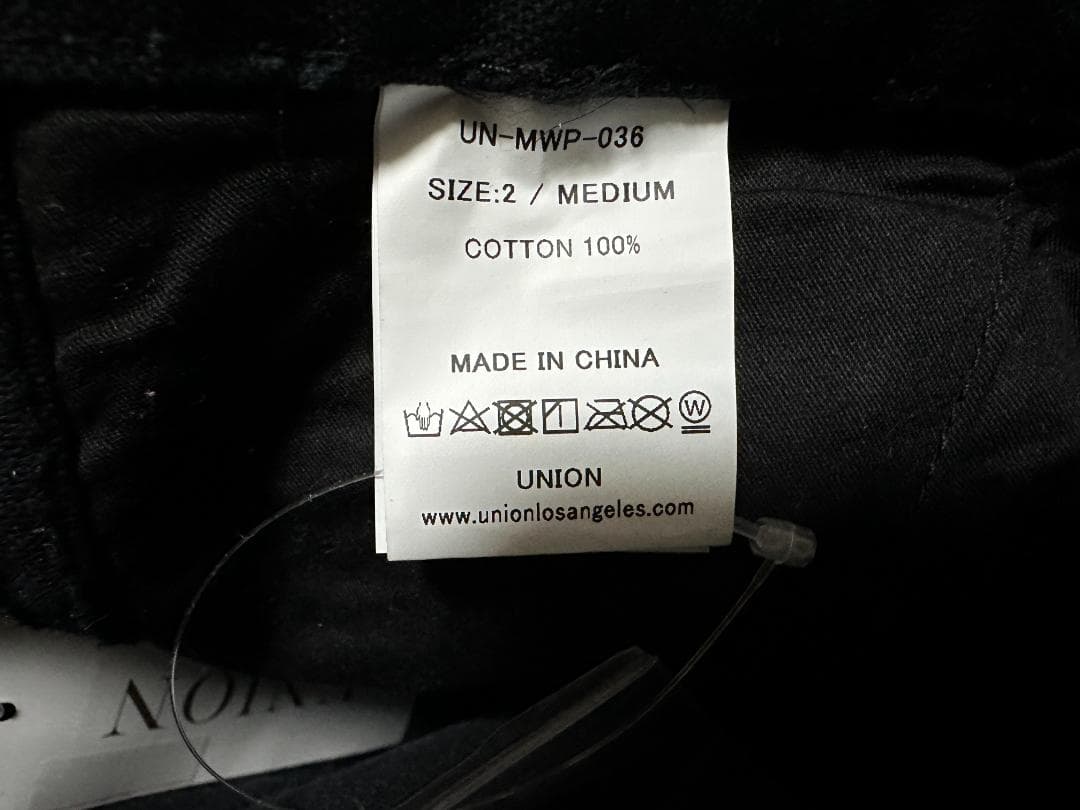 UN-MWP-036
SIZE:2 / MEDIUM
COTTON 100%
MADE IN CHINA
W
UNION
www.unionlosangeles.com